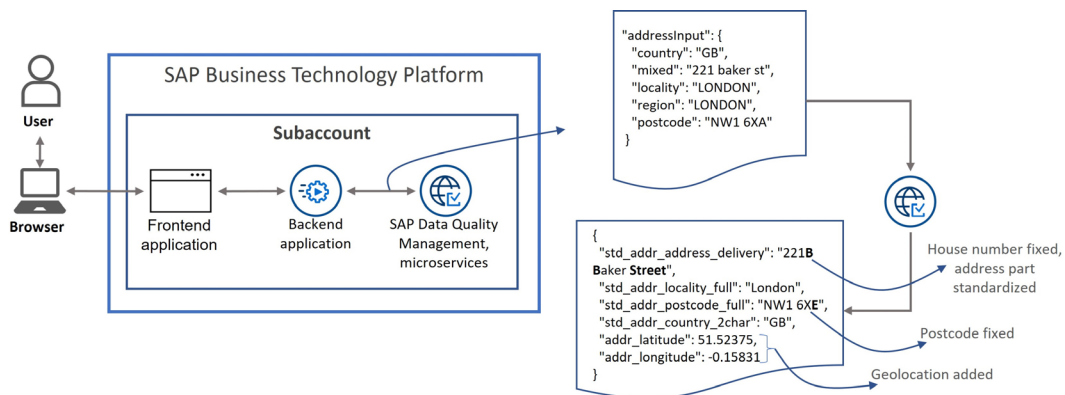 SAP Business Technology Platform
User
Subaccount
Browser
Frontend
application
Backend
application
SAP Data Quality
Management,
microservices
"addressInput": {
"country": "GB",
"mixed": "221 baker st",
"locality": "LONDON",
"region": "LONDON",
"postcode": "NW1 6XA"
}
{
"std_addr_address_delivery": "221B
Baker Street",
"std_addr_locality_full": "London",
"std_addr_postcode_full": "NW1 6XE",
"std_addr_country_2char": "GB",
"addr_latitude": 51.52375,
"addr_longitude": -0.15831
}
House number fixed,
address part
standardized
Postcode fixed
Geolocation added